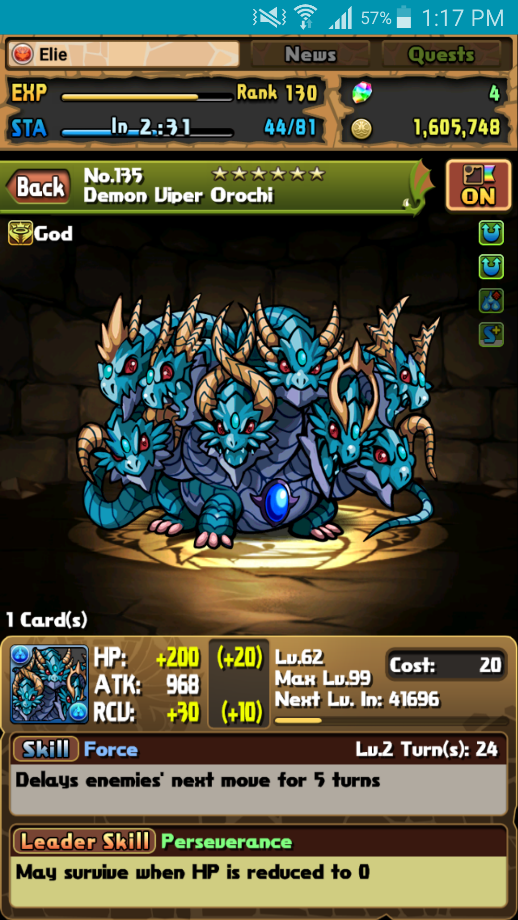 57% 1:17 PM
Elie News Quests
EXP Rank 130 4
STA In 2:31 44/81 1,605,748
Back No.135 ★★★★★★ ON
Demon Viper Orochi
God
1 Card(s)
HP: +200 (+20) Lv.62 Cost: 20
ATK: 968 Max Lv.99
RCV: +30 (+10) Next Lv. In: 41696
Skill Force Lv.2 Turn(s): 24
Delays enemies' next move for 5 turns
Leader Skill Perseverance
May survive when HP is reduced to 0